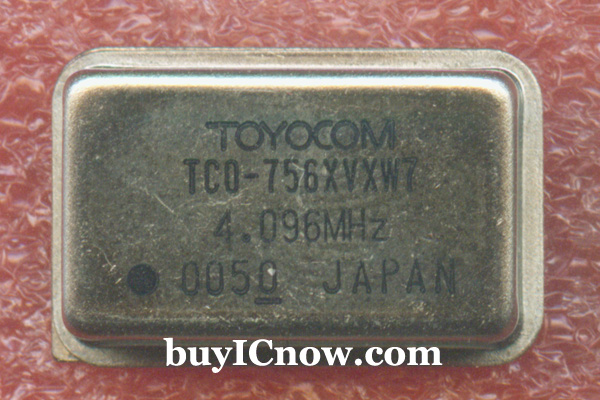 TOYOCOM
TCO-756XVXW7
4.096MHz
0050 JAPAN
buyICnow.com